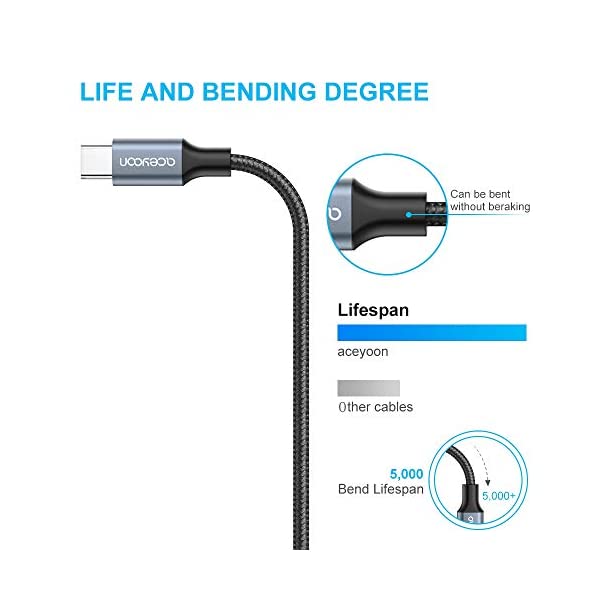 LIFE AND BENDING DEGREE
aceyoon
Can be bent
without beraking
Lifespan
aceyoon
Other cables
5,000
Bend Lifespan
5.000+